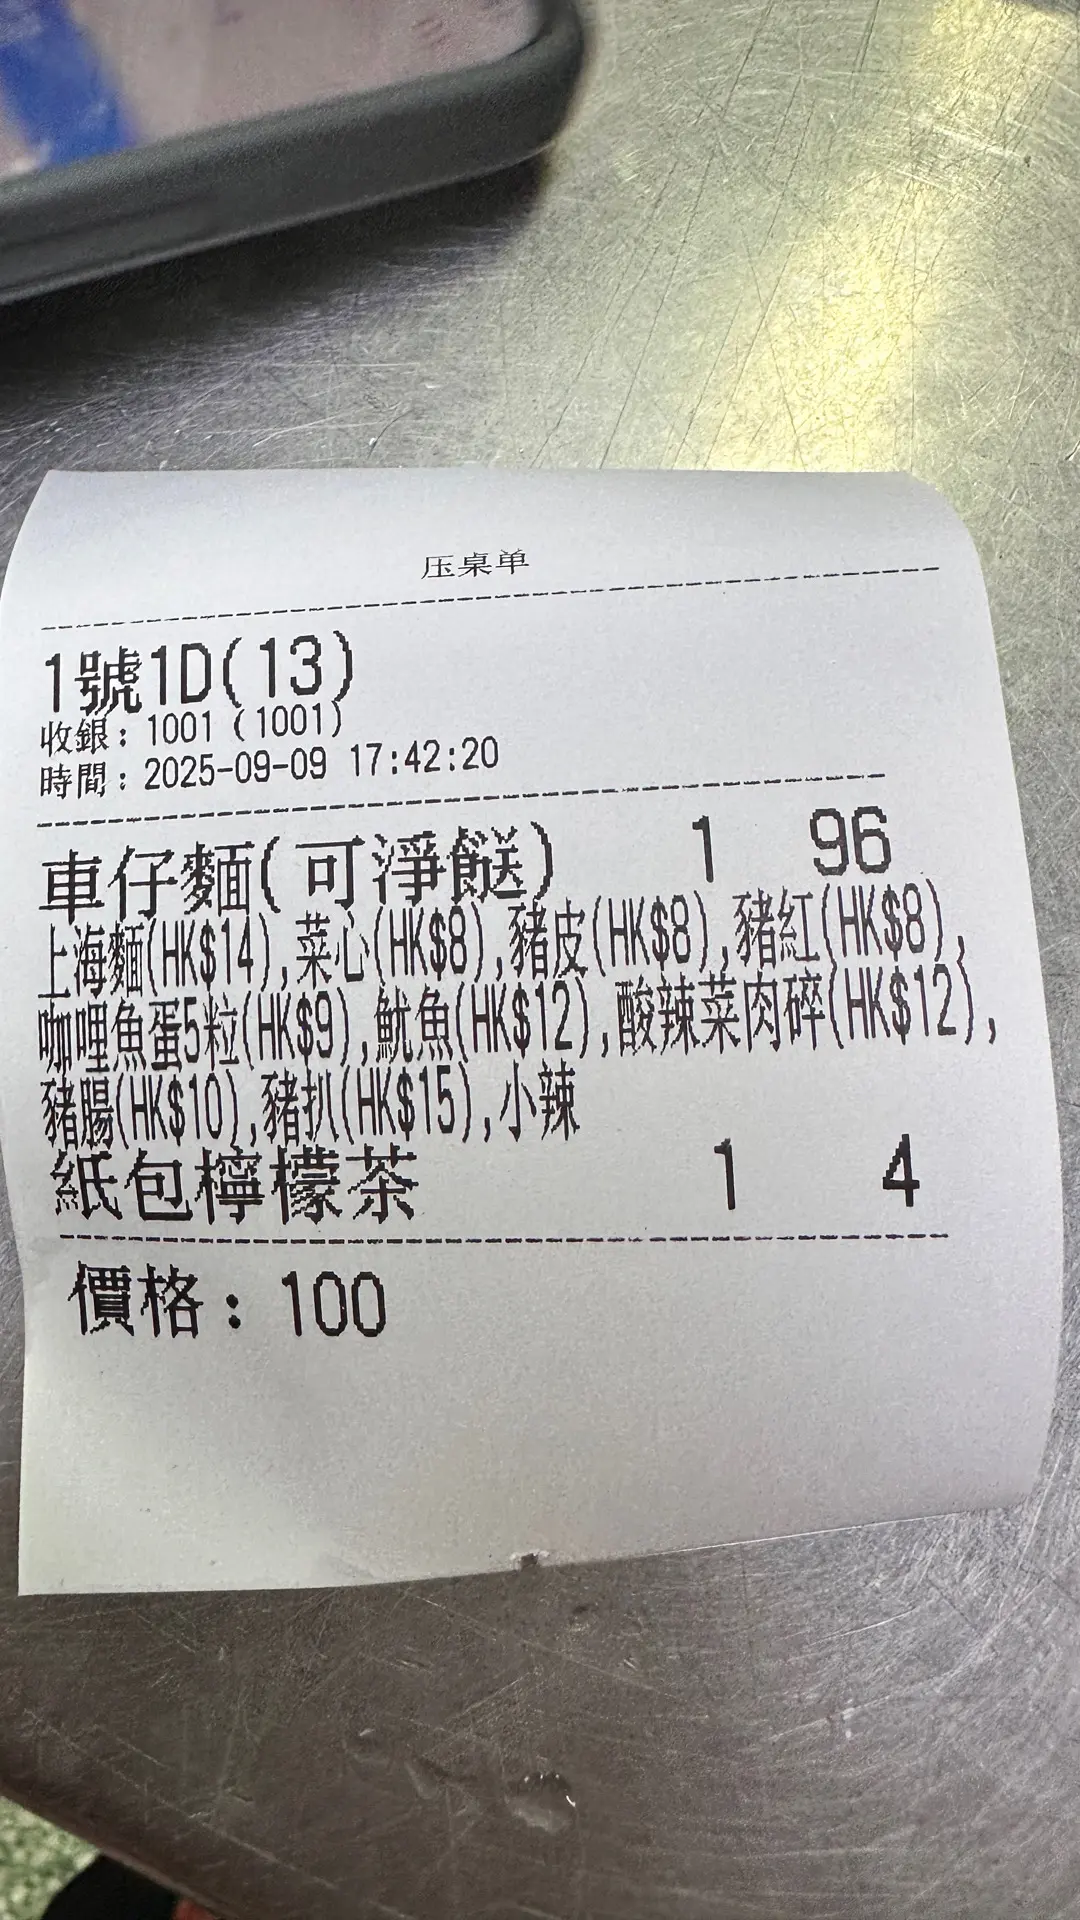 压桌单
1號1D(13)
收銀：1001 (1001)
時間：2025-09-09 17:42:20
車仔麵(可淨餸) 1 96
上海麵(HK$14),菜心(HK$8),豬皮(HK$8),豬紅(HK$8),
咖哩魚蛋5粒(HK$9),魷魚(HK$12),酸辣菜肉碎(HK$12),
豬腸(HK$10),豬扒(HK$15),小辣
紙包檸檬茶 1 4
價格：100